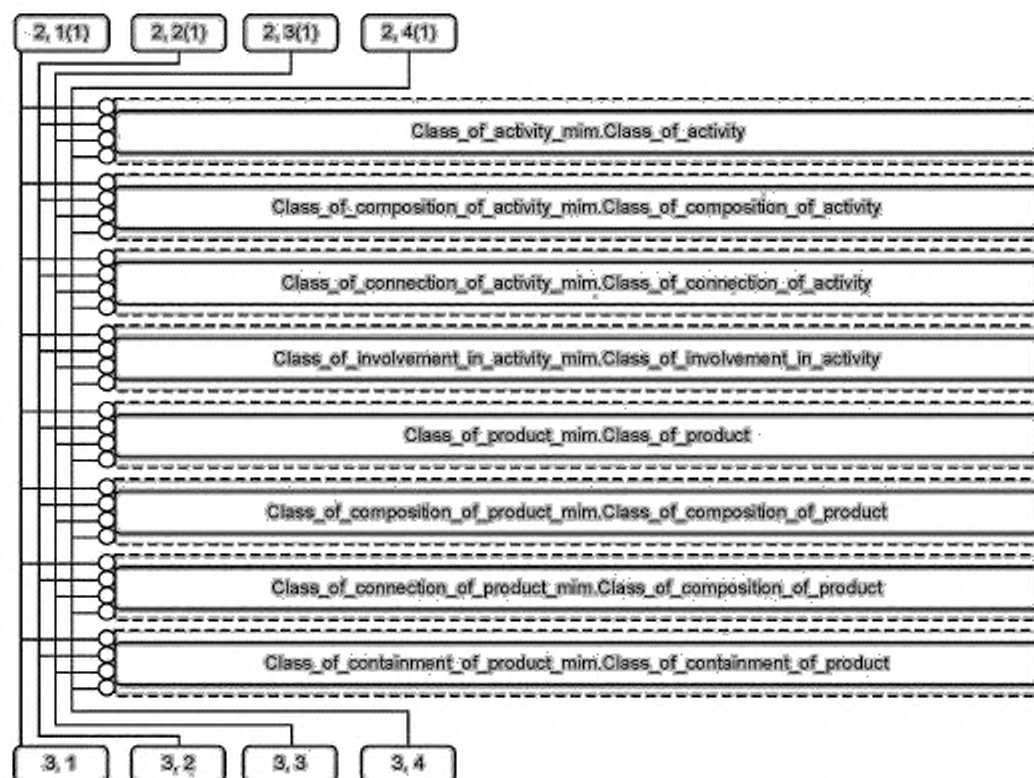 2, 1(1) 2, 2(1) 2, 3(1) 2, 4(1)
Class_of_activity_mim.Class_of_activity
Class_of_composition_of_activity_mim.Class_of_composition_of_activity
Class_of_connection_of_activity_mim.Class_of_connection_of_activity
Class_of_involvement_in_activity_mim.Class_of_involvement_in_activity
Class_of_product_mim.Class_of_product
Class_of_composition_of_product_mim.Class_of_composition_of_product
Class_of_connection_of_product_mim.Class_of_composition_of_product
Class_of_containment_of_product_mim.Class_of_containment_of_product
3, 1 3, 2 3, 3 3, 4